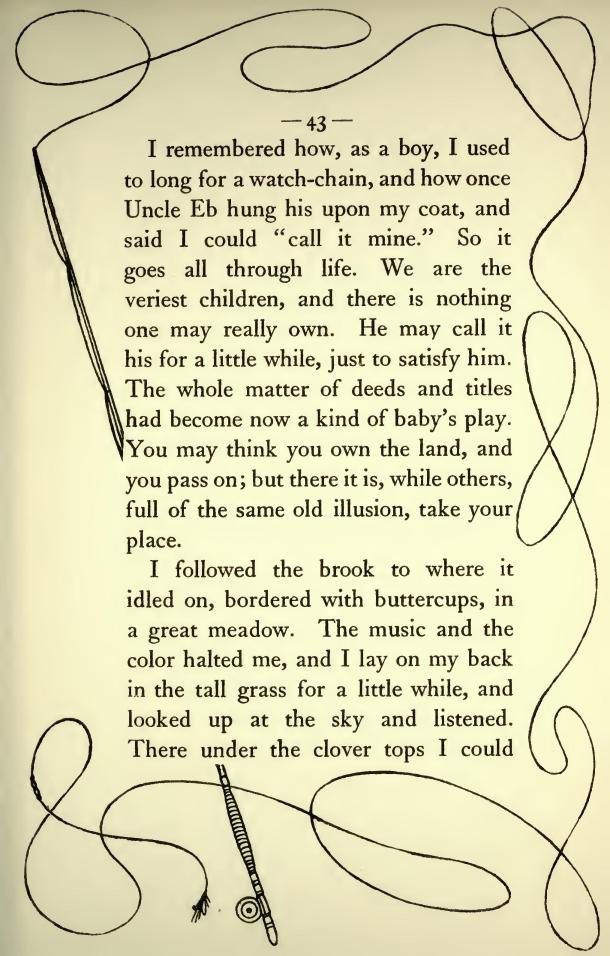 —43—
I remembered how, as a boy, I used
to long for a watch-chain, and how once
Uncle Eb hung his upon my coat, and
said I could “call it mine.” So it
goes all through life. We are the
veriest children, and there is nothing
one may really own. He may call it
his for a little while, just to satisfy him.
The whole matter of deeds and titles
had become now a kind of baby’s play.
You may think you own the land, and
you pass on; but there it is, while others,
full of the same old illusion, take your
place.
I followed the brook to where it
idled on, bordered with buttercups, in
a great meadow. The music and the
color halted me, and I lay on my back
in the tall grass for a little while, and
looked up at the sky and listened.
There under the clover tops I could